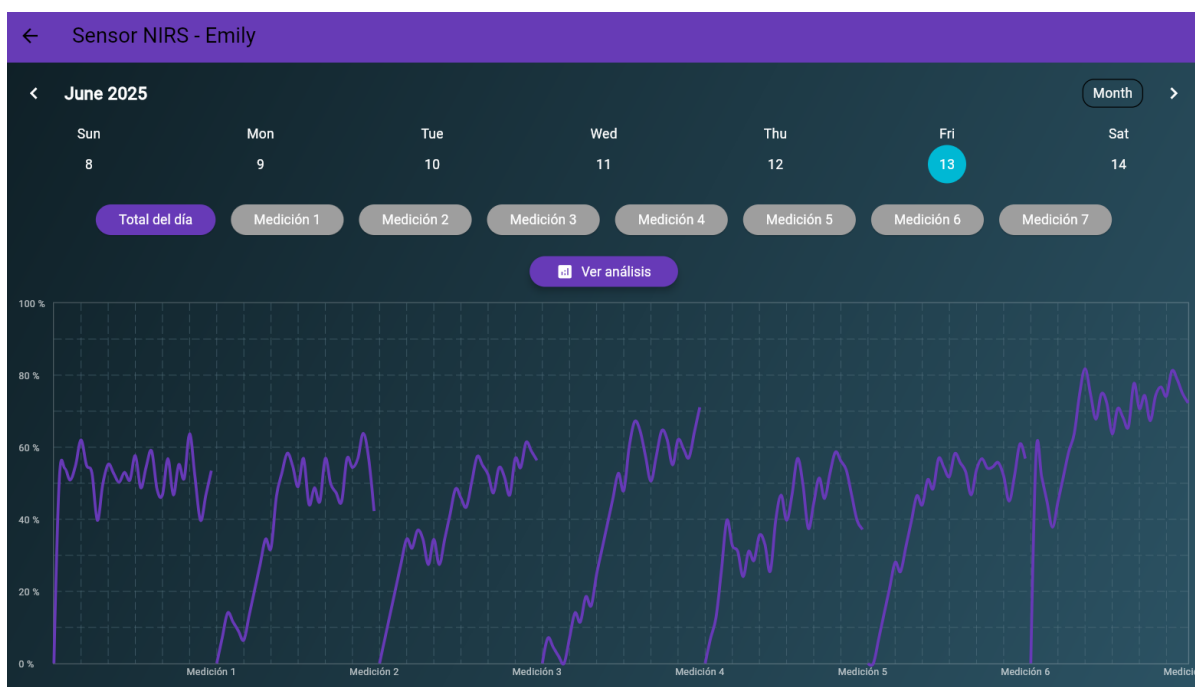 Sensor NIRS - Emily
June 2025
Month
Sun Mon Tue Wed Thu Fri Sat
8 9 10 11 12 13 14
Total del día Medición 1 Medición 2 Medición 3 Medición 4 Medición 5 Medición 6 Medición 7
Ver análisis
100 %
80 %
60 %
40 %
20 %
0 %
Medición 1 Medición 2 Medición 3 Medición 4 Medición 5 Medición 6 Medici